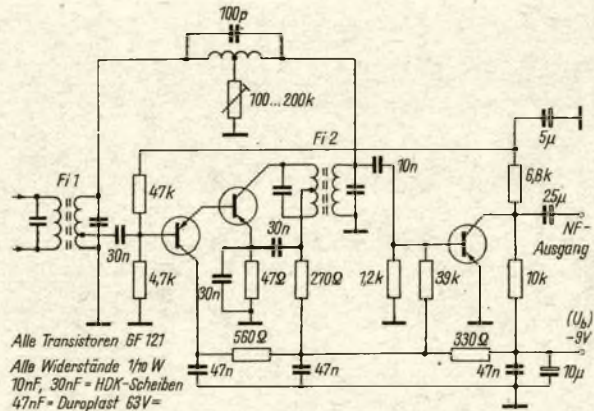 100p
100...200k
Fi 1
Fi 2
5µ
47k
10n
6,8k
25µ
NF-
Ausgang
30n
30n
4,7k
30n
47Ω
270Ω
1,2k
39k
10k
560Ω
330Ω
(U_b)
-9V
47n
47n
47n
10µ
Alle Transistoren GF 121
Alle Widerstände 1/10 W
10nF, 30nF = HDK-Scheiben
47nF = Duroplast 63V=